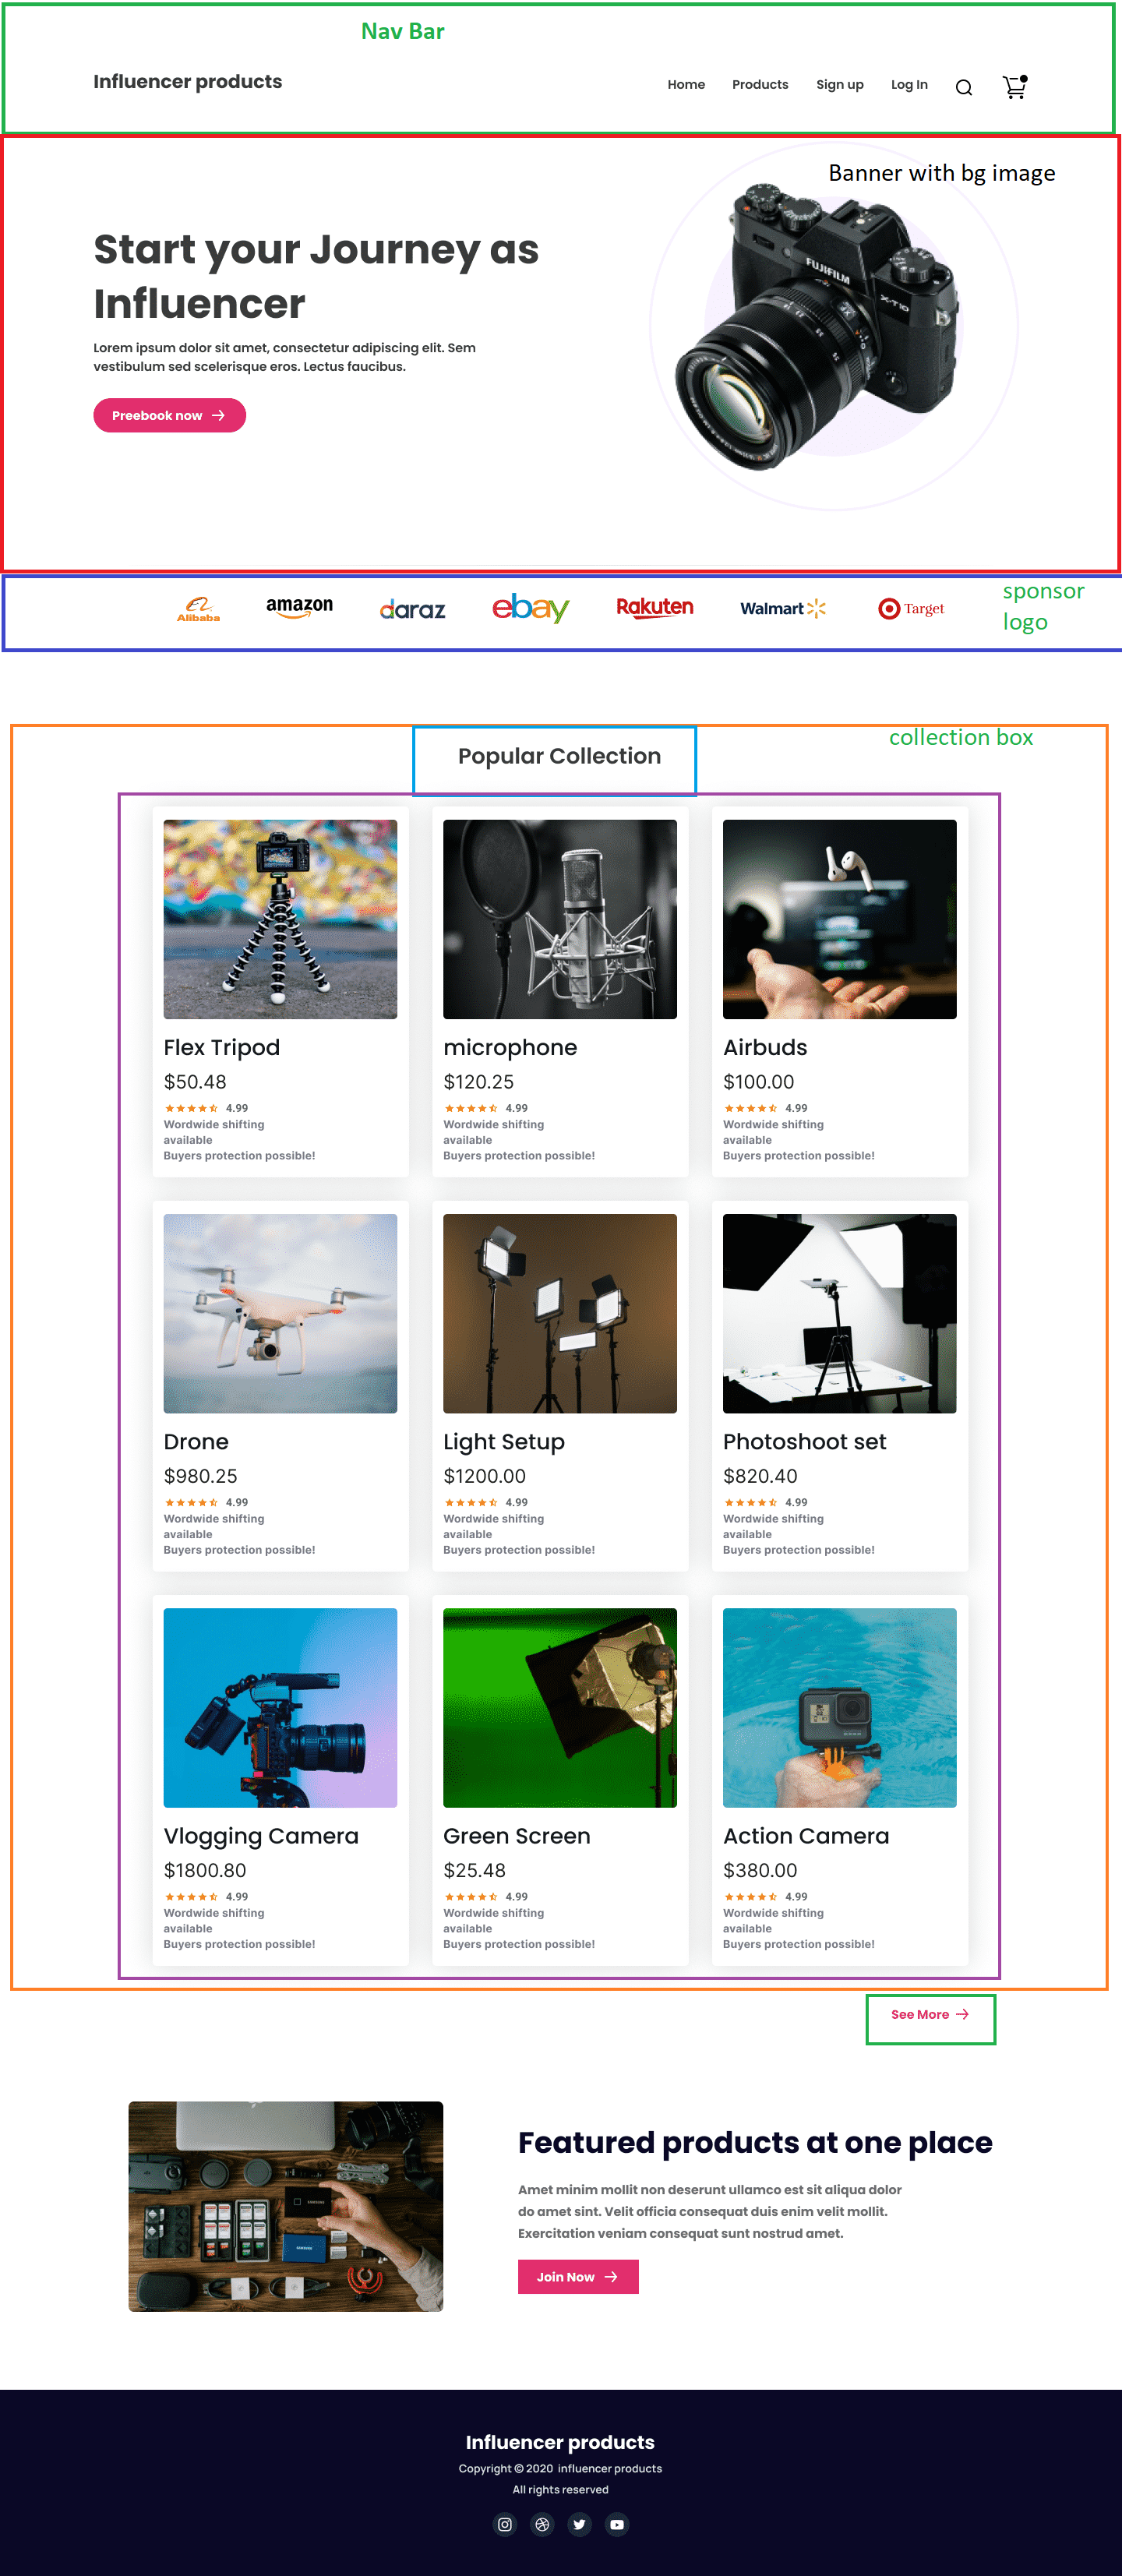 Nav Bar
Influencer products
Home Products Sign up Log In
Banner with bg image
FUJIFILM
X-T10
Start your Journey as
Influencer
Lorem ipsum dolor sit amet, consectetur adipiscing elit. Sem
vestibulum sed scelerisque eros. Lectus faucibus.
Preebook now
Alibaba amazon daraz ebay Rakuten Walmart Target
sponsor
logo
collection box
Popular Collection
Flex Tripod
$50.48
4.99
Wordwide shifting
available
Buyers protection possible!
microphone
$120.25
4.99
Wordwide shifting
available
Buyers protection possible!
Airbuds
$100.00
4.99
Wordwide shifting
available
Buyers protection possible!
Drone
$980.25
4.99
Wordwide shifting
available
Buyers protection possible!
Light Setup
$1200.00
4.99
Wordwide shifting
available
Buyers protection possible!
Photoshoot set
$820.40
4.99
Wordwide shifting
available
Buyers protection possible!
Vlogging Camera
$1800.80
4.99
Wordwide shifting
available
Buyers protection possible!
Green Screen
$25.48
4.99
Wordwide shifting
available
Buyers protection possible!
Action Camera
$380.00
4.99
Wordwide shifting
available
Buyers protection possible!
See More
Featured products at one place
Amet minim mollit non deserunt ullamco est sit aliqua dolor
do amet sint. Velit officia consequat duis enim velit mollit.
Exercitation veniam consequat sunt nostrud amet.
Join Now
Influencer products
Copyright © 2020 influencer products
All rights reserved